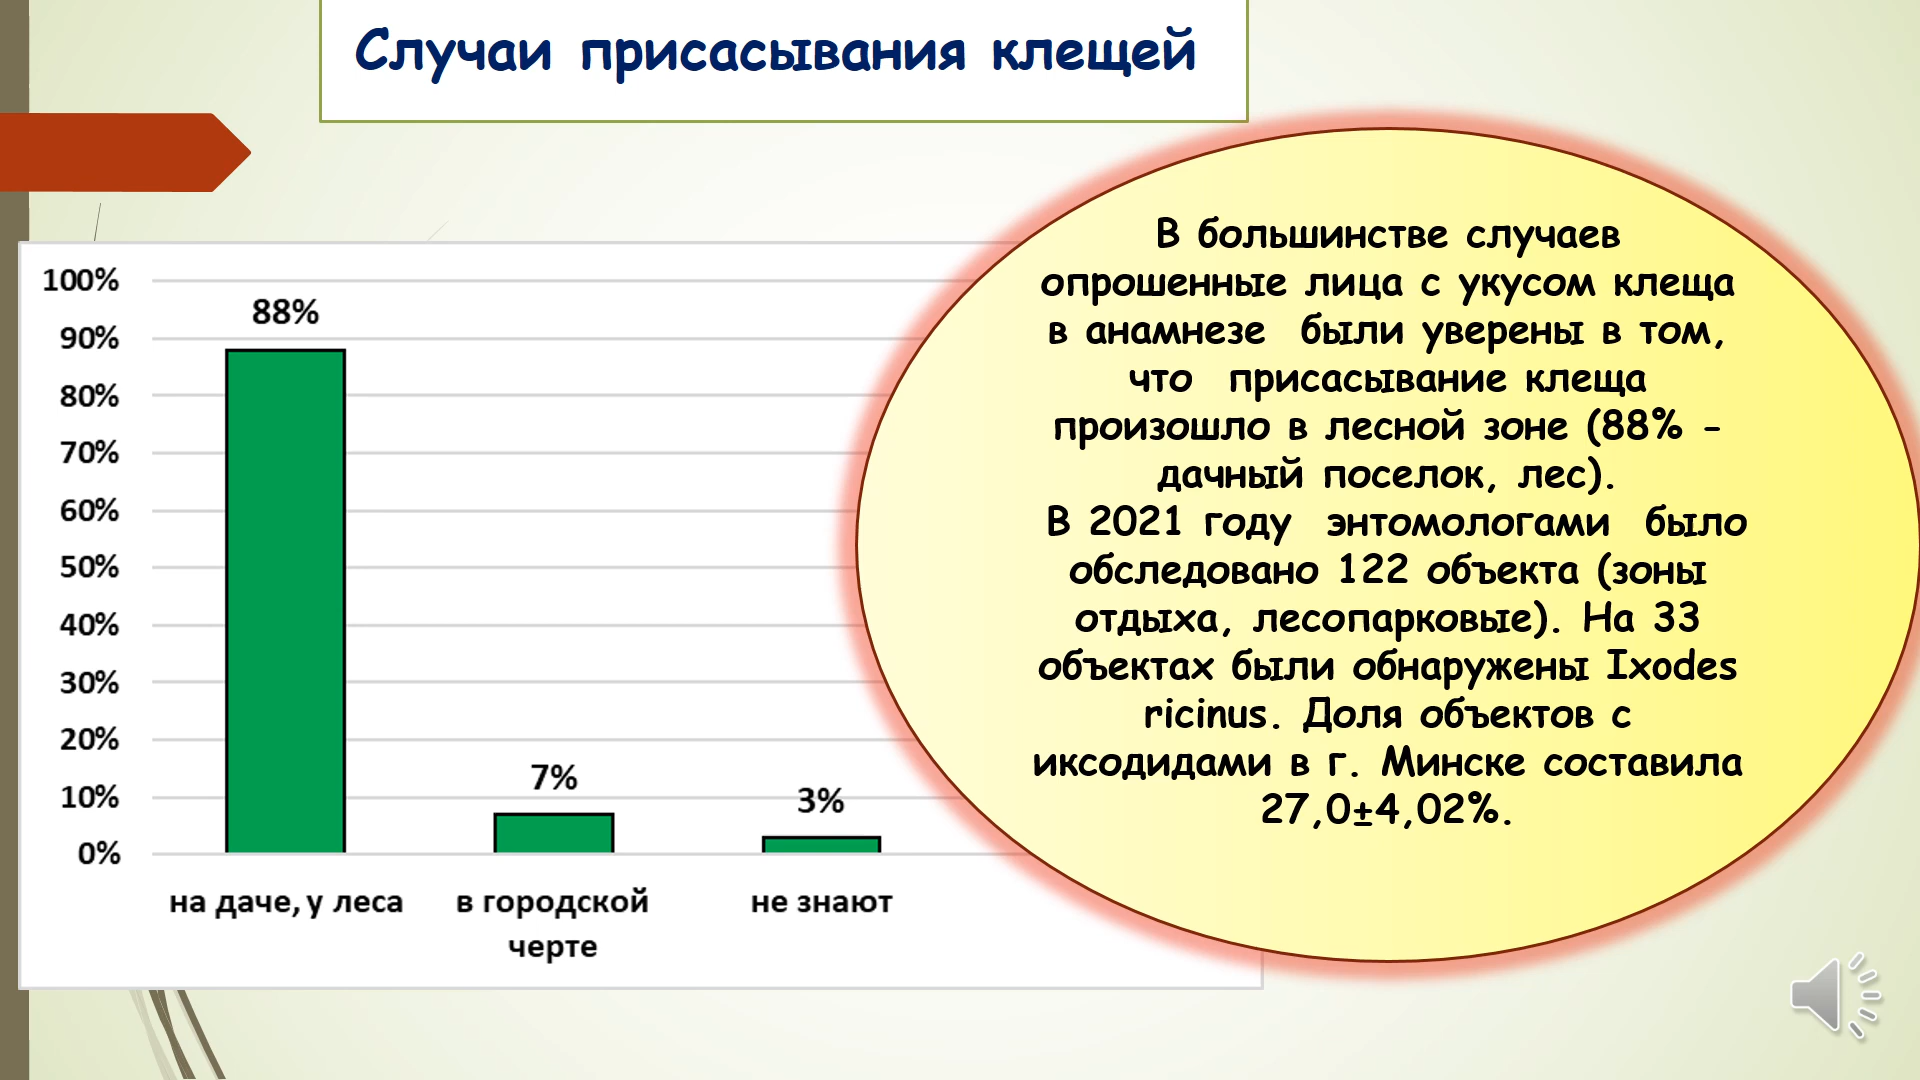 Случаи присасывания клещей
100%
90%
80%
70%
60%
50%
40%
30%
20%
10%
0%
88%
7%
3%
на даче, у леса
в городской
черте
не знают
В большинстве случаев
опрошенные лица с укусом клеща
в анамнезе были уверены в том,
что присасывание клеща
произошло в лесной зоне (88% -
дачный поселок, лес).
В 2021 году энтомологами было
обследовано 122 объекта (зоны
отдыха, лесопарковые). На 33
объектах были обнаружены Ixodes
ricinus. Доля объектов с
иксодидами в г. Минске составила
27,0±4,02%.